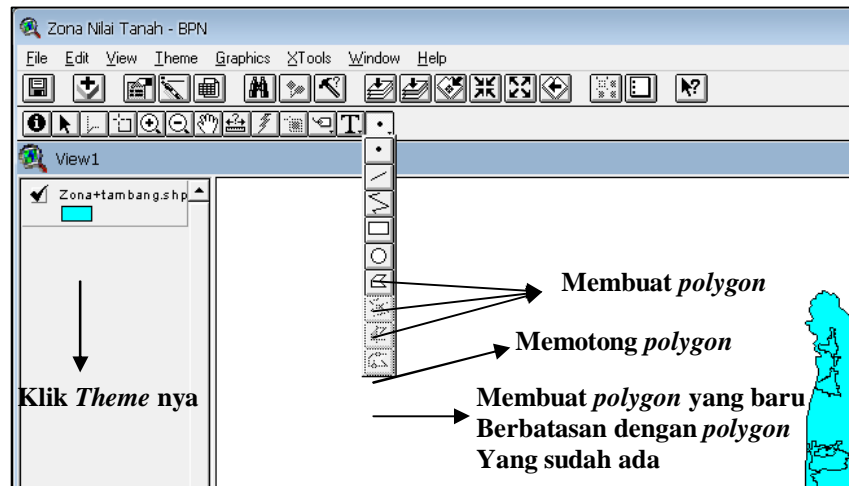 Zona Nilai Tanah - BPN
File Edit View Theme Graphics XTools Window Help
T
View1
Zona+tambang.shp
Membuat polygon
Memotong polygon
Klik Theme nya
Membuat polygon yang baru
Berbatasan dengan polygon
Yang sudah ada